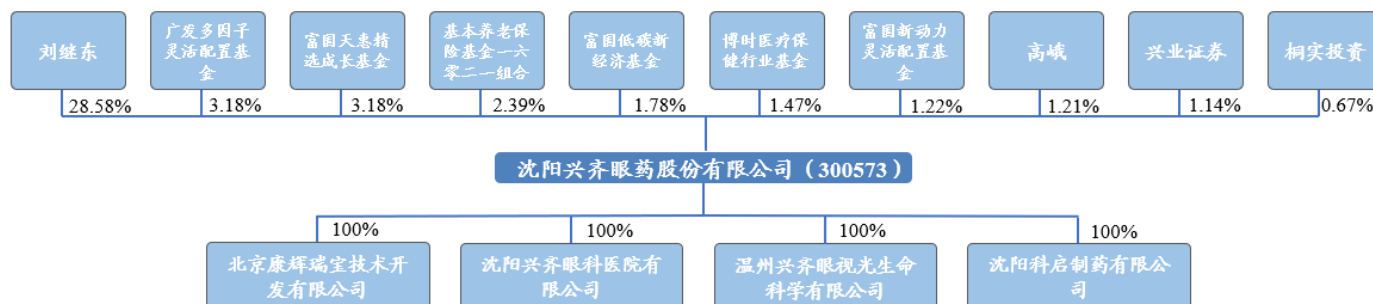 刘继东
广发多因子
灵活配置基
金
富国天惠精
选成长基金
基本养老保
险基金一六
零二一组合
富国低碳新
经济基金
博时医疗保
健行业基金
富国新动力
灵活配置基
金
高峨
兴业证券
桐实投资
28.58%
3.18%
3.18%
2.39%
1.78%
1.47%
1.22%
1.21%
1.14%
0.67%
沈阳兴齐眼药股份有限公司（300573）
100%
100%
100%
100%
北京康辉瑞宝技术开
发有限公司
沈阳兴齐眼科医院有
限公司
温州兴齐眼视光生命
科学有限公司
沈阳科启制药有限公
司